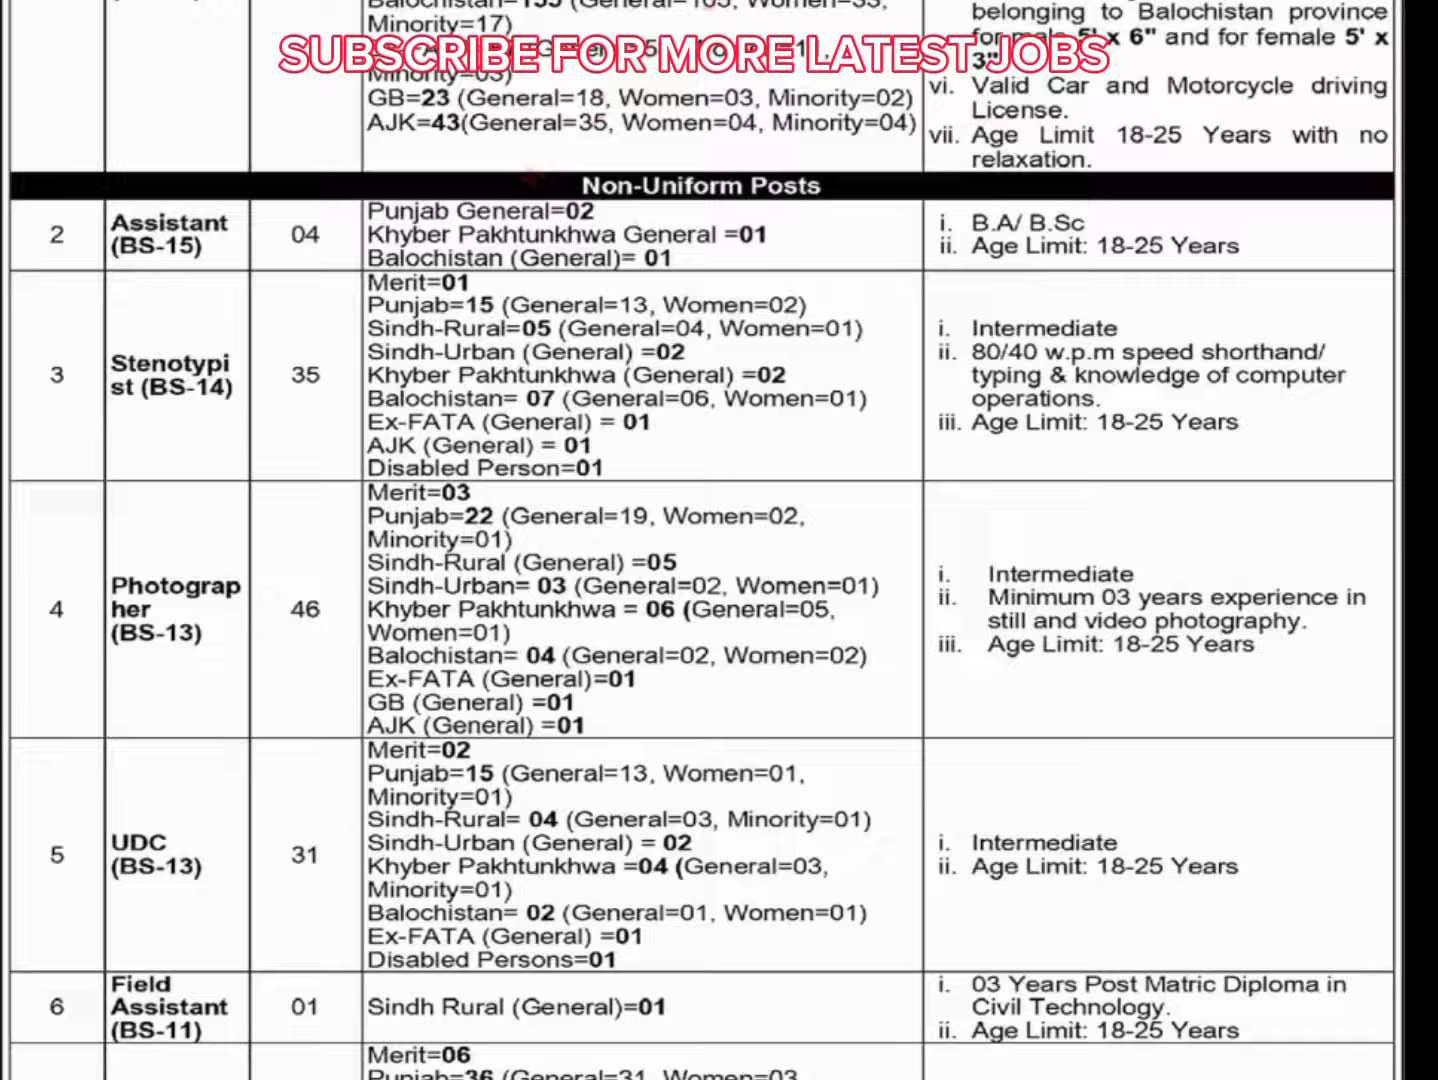 Minority=17)
SUBSCRIBE FOR MORE LATEST JOBS
Minority=03)
GB=23 (General=18, Women=03, Minority=02)
AJK=43(General=35, Women=04, Minority=04)
belonging to Balochistan province
for male 5' x 6" and for female 5' x
3"
vi. Valid Car and Motorcycle driving
License.
vii. Age Limit 18-25 Years with no
relaxation.
Non-Uniform Posts
2
Assistant
(BS-15)
04
Punjab General=02
Khyber Pakhtunkhwa General =01
Balochistan (General)= 01
i. B.A/ B.Sc
ii. Age Limit: 18-25 Years
3
Stenotypi
st (BS-14)
35
Merit=01
Punjab=15 (General=13, Women=02)
Sindh-Rural=05 (General=04, Women=01)
Sindh-Urban (General) =02
Khyber Pakhtunkhwa (General) =02
Balochistan= 07 (General=06, Women=01)
Ex-FATA (General) = 01
AJK (General) = 01
Disabled Person=01
i. Intermediate
ii. 80/40 w.p.m speed shorthand/
typing & knowledge of computer
operations.
iii. Age Limit: 18-25 Years
4
Photograp
her
(BS-13)
46
Merit=03
Punjab=22 (General=19, Women=02,
Minority=01)
Sindh-Rural (General) =05
Sindh-Urban= 03 (General=02, Women=01)
Khyber Pakhtunkhwa = 06 (General=05,
Women=01)
Balochistan= 04 (General=02, Women=02)
Ex-FATA (General)=01
GB (General) =01
AJK (General) =01
i. Intermediate
ii. Minimum 03 years experience in
still and video photography.
iii. Age Limit: 18-25 Years
5
UDC
(BS-13)
31
Merit=02
Punjab=15 (General=13, Women=01,
Minority=01)
Sindh-Rural= 04 (General=03, Minority=01)
Sindh-Urban (General) = 02
Khyber Pakhtunkhwa =04 (General=03,
Minority=01)
Balochistan= 02 (General=01, Women=01)
Ex-FATA (General) =01
Disabled Persons=01
i. Intermediate
ii. Age Limit: 18-25 Years
6
Field
Assistant
(BS-11)
01
Sindh Rural (General)=01
i. 03 Years Post Matric Diploma in
Civil Technology.
ii. Age Limit: 18-25 Years
Merit=06
Punjab=36 (General=31, Women=03,